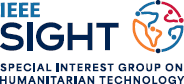 IEEE
SIGHT
SPECIAL INTEREST GROUP ON
HUMANITARIAN TECHNOLOGY